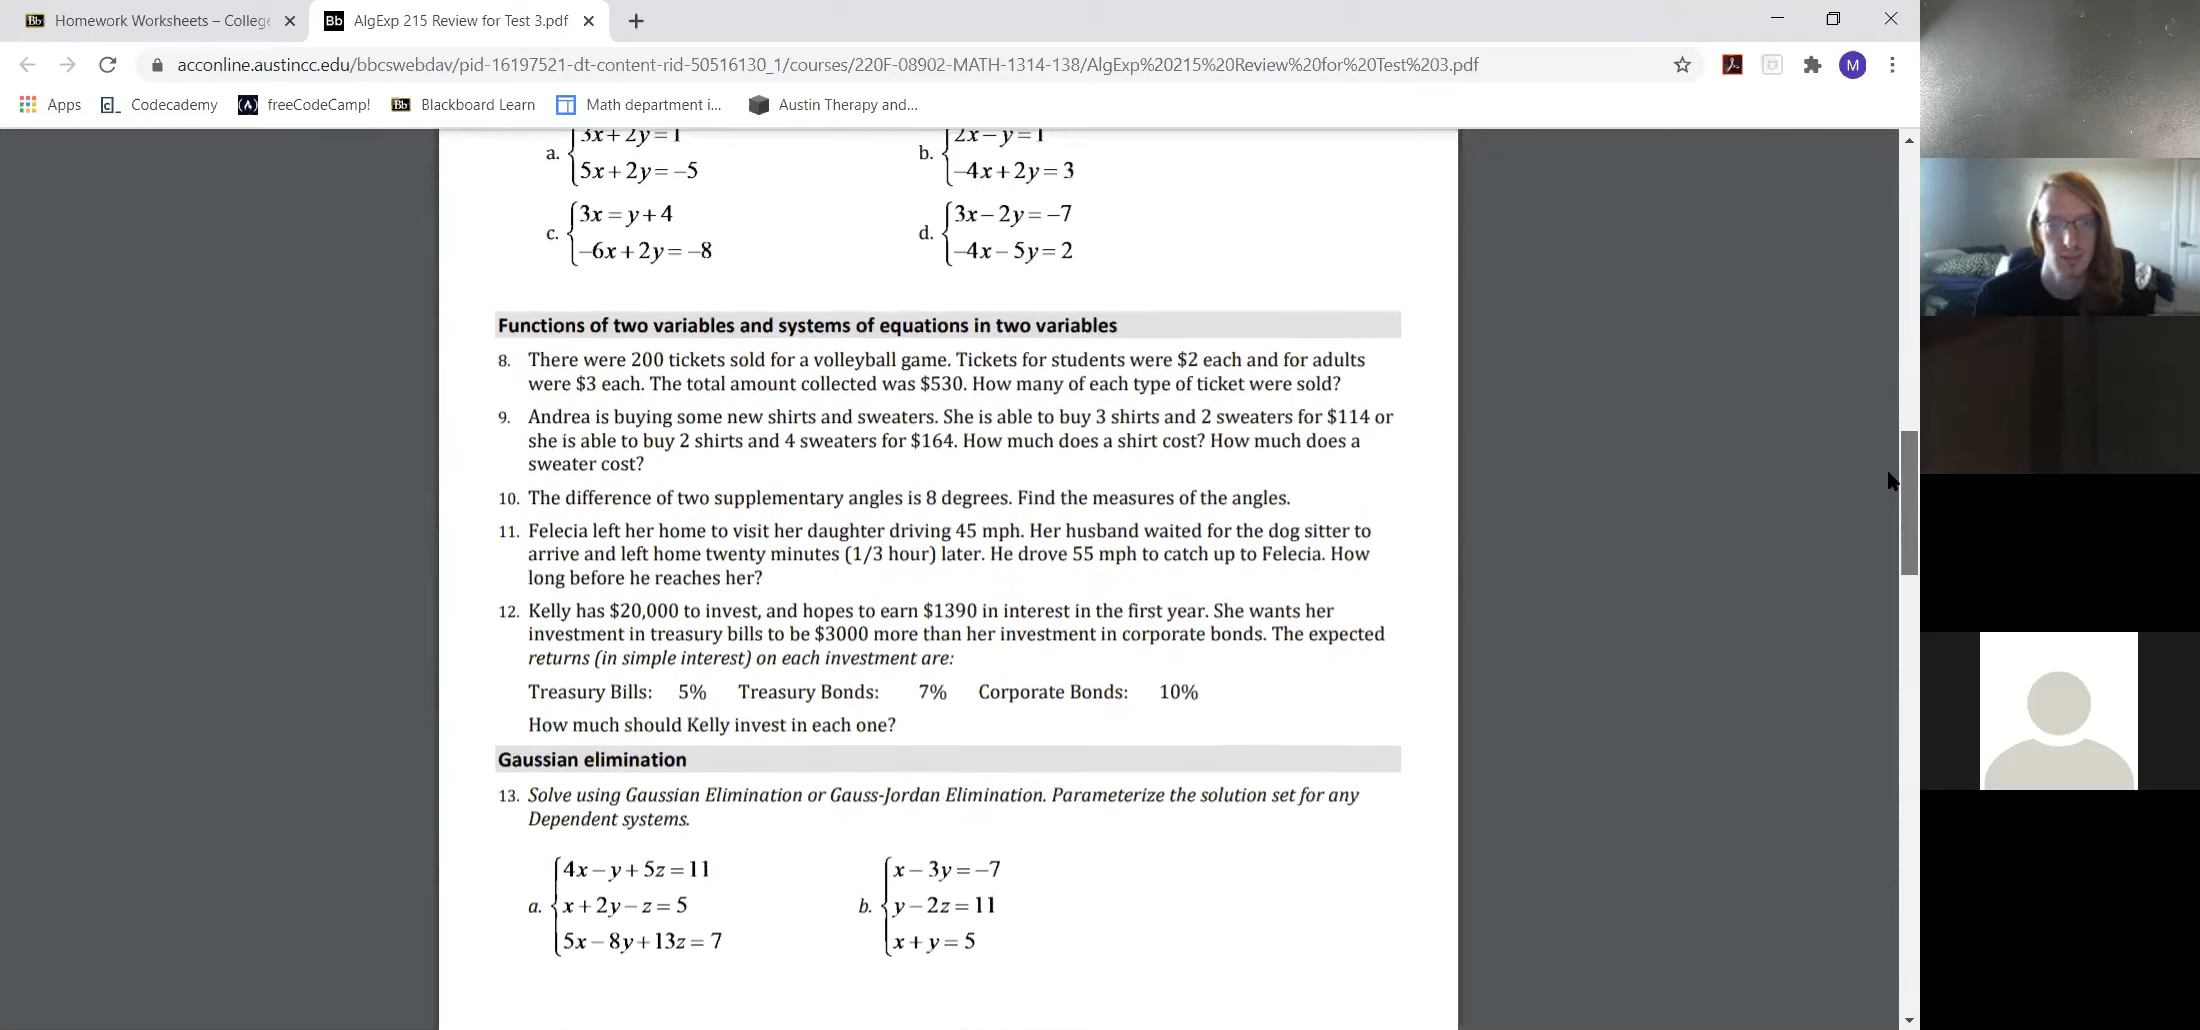 Homework Worksheets – College
AlgExp 215 Review for Test 3.pdf
acconline.austincc.edu/bbcswebdav/pid-16197521-dt-content-rid-50516130_1/courses/220F-08902-MATH-1314-138/AlgExp%20215%20Review%20for%20Test%203.pdf
M
Apps Codecademy freeCodeCamp! Blackboard Learn Math department i... Austin Therapy and...
a. 3x + 2y = 1
5x + 2y = −5
b. 2x − y = 1
−4x + 2y = 3
c. 3x = y + 4
−6x + 2y = −8
d. 3x − 2y = −7
−4x − 5y = 2
Functions of two variables and systems of equations in two variables
8. There were 200 tickets sold for a volleyball game. Tickets for students were $2 each and for adults
were $3 each. The total amount collected was $530. How many of each type of ticket were sold?
9. Andrea is buying some new shirts and sweaters. She is able to buy 3 shirts and 2 sweaters for $114 or
she is able to buy 2 shirts and 4 sweaters for $164. How much does a shirt cost? How much does a
sweater cost?
10. The difference of two supplementary angles is 8 degrees. Find the measures of the angles.
11. Felecia left her home to visit her daughter driving 45 mph. Her husband waited for the dog sitter to
arrive and left home twenty minutes (1/3 hour) later. He drove 55 mph to catch up to Felecia. How
long before he reaches her?
12. Kelly has $20,000 to invest, and hopes to earn $1390 in interest in the first year. She wants her
investment in treasury bills to be $3000 more than her investment in corporate bonds. The expected
returns (in simple interest) on each investment are:
Treasury Bills: 5% Treasury Bonds: 7% Corporate Bonds: 10%
How much should Kelly invest in each one?
Gaussian elimination
13. Solve using Gaussian Elimination or Gauss-Jordan Elimination. Parameterize the solution set for any
Dependent systems.
a. 4x − y + 5z = 11
x + 2y − z = 5
5x − 8y + 13z = 7
b. x − 3y = −7
y − 2z = 11
x + y = 5